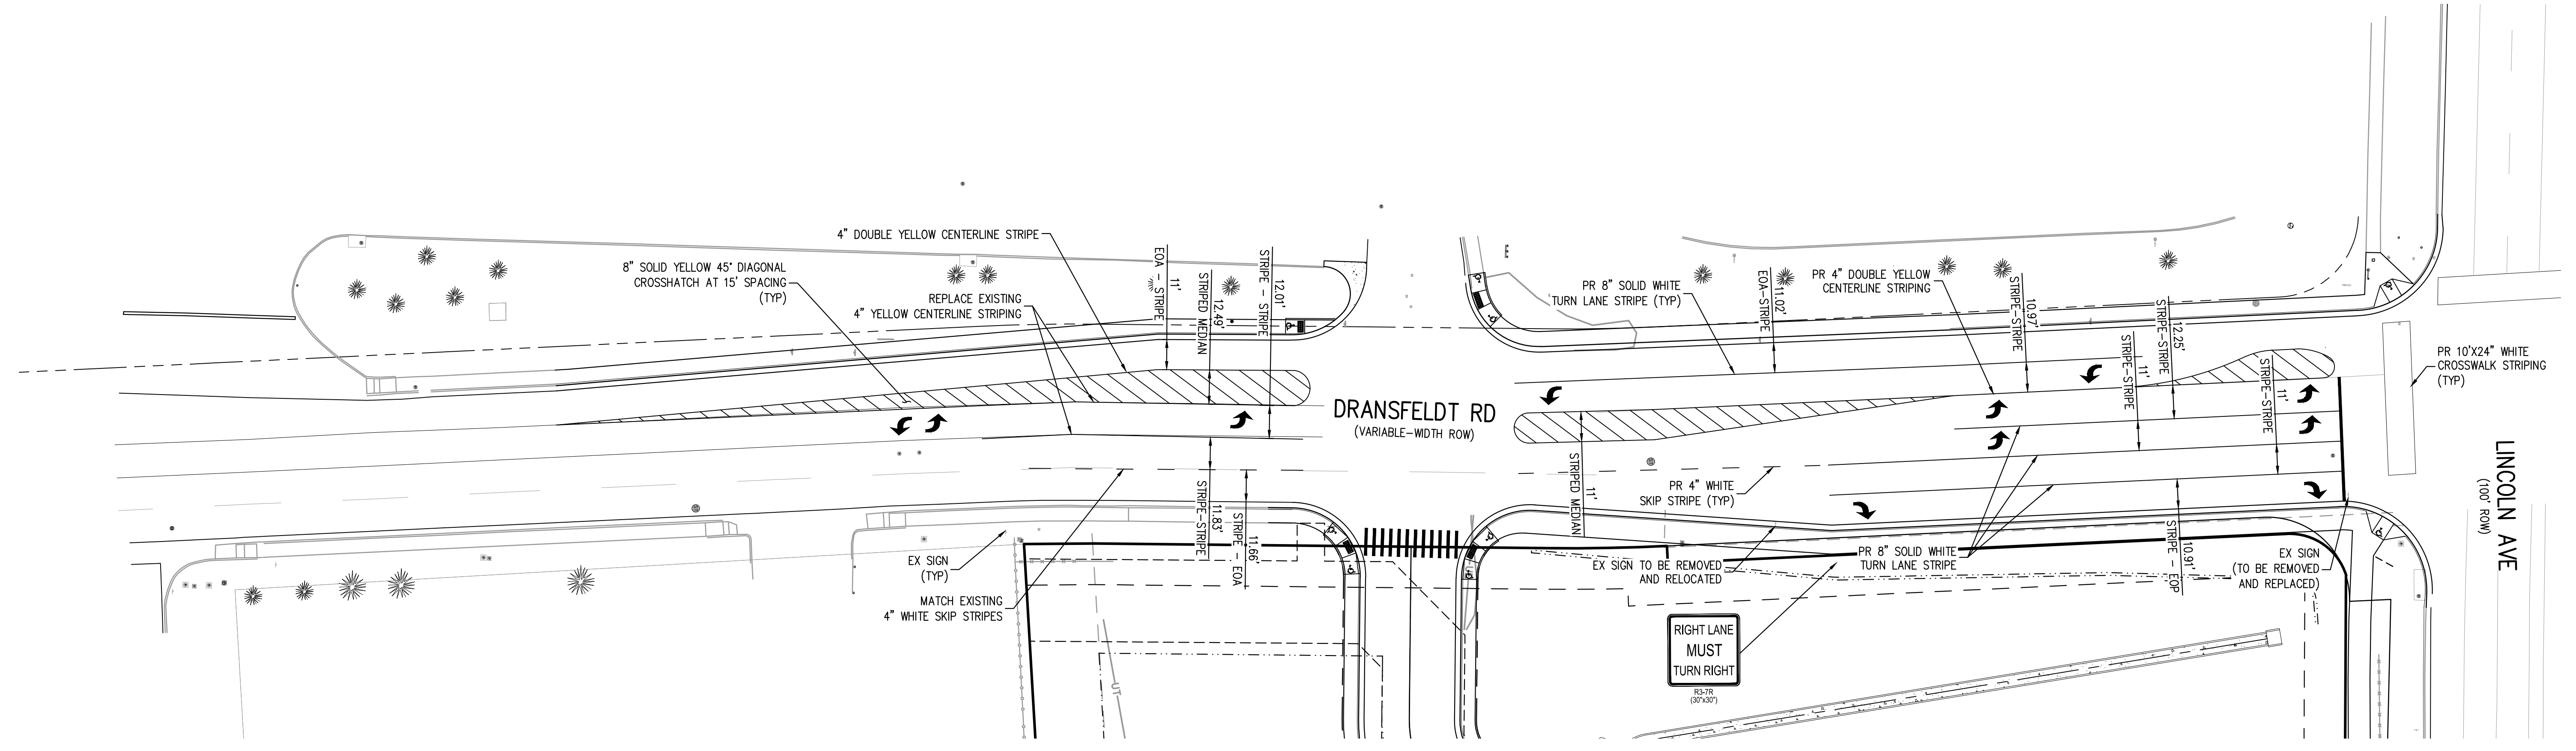 4" DOUBLE YELLOW CENTERLINE STRIPE
8" SOLID YELLOW 45° DIAGONAL
CROSSHATCH AT 15' SPACING
(TYP)
REPLACE EXISTING
4" YELLOW CENTERLINE STRIPING
EOA - STRIPE
11'
STRIPED MEDIAN
12.49'
STRIPE - STRIPE
12.01'
PR 8" SOLID WHITE
TURN LANE STRIPE (TYP)
EOA-STRIPE
11.02'
PR 4" DOUBLE YELLOW
CENTERLINE STRIPING
STRIPE-STRIPE
10.97'
STRIPE-STRIPE
11'
STRIPE-STRIPE
12.25'
STRIPE-STRIPE
11'
PR 10'X24" WHITE
CROSSWALK STRIPING
(TYP)
DRANSFELDT RD
(VARIABLE-WIDTH ROW)
LINCOLN AVE
(100' ROW)
STRIPED MEDIAN
11'
PR 4" WHITE
SKIP STRIPE (TYP)
STRIPE-STRIPE
11.83'
STRIPE - EOA
11.66'
EX SIGN
(TYP)
MATCH EXISTING
4" WHITE SKIP STRIPES
EX SIGN TO BE REMOVED
AND RELOCATED
PR 8" SOLID WHITE
TURN LANE STRIPE
STRIPE - EOP
10.91'
EX SIGN
(TO BE REMOVED
AND REPLACED)
RIGHT LANE
MUST
TURN RIGHT
R3-7R
(30"x30")
UT